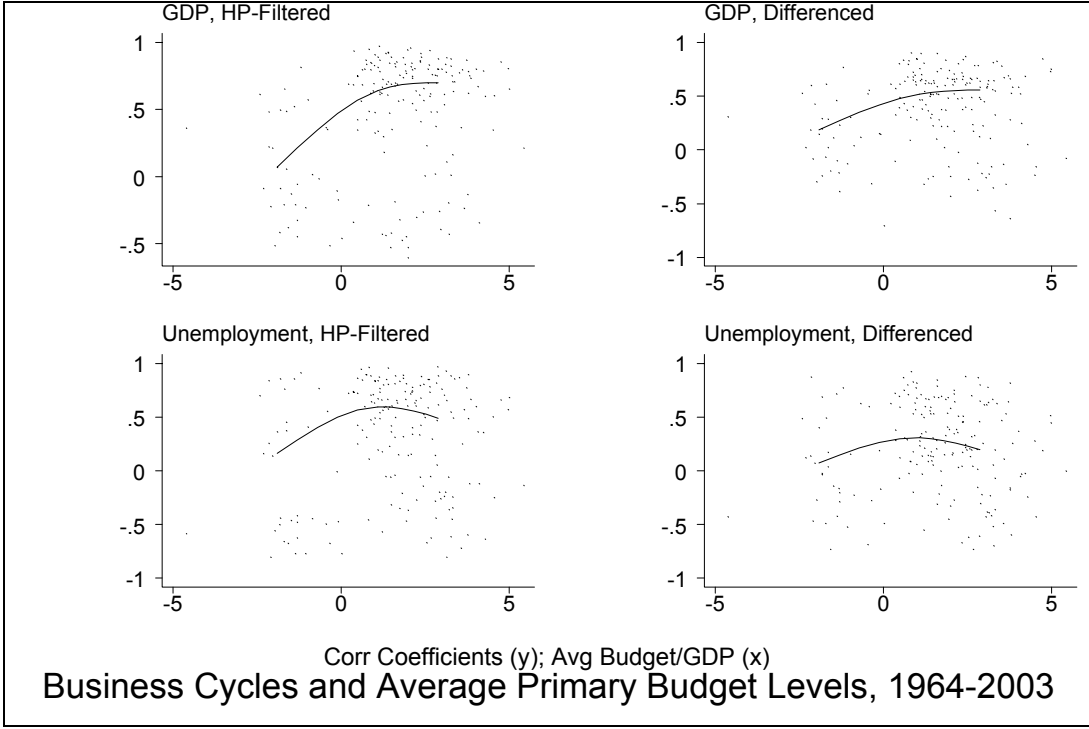 GDP, HP-Filtered
1
.5
0
-.5
-5 0 5
GDP, Differenced
1
.5
0
-.5
-1
-5 0 5
Unemployment, HP-Filtered
1
.5
0
-.5
-1
-5 0 5
Unemployment, Differenced
1
.5
0
-.5
-1
-5 0 5
Corr Coefficients (y); Avg Budget/GDP (x)
Business Cycles and Average Primary Budget Levels, 1964-2003